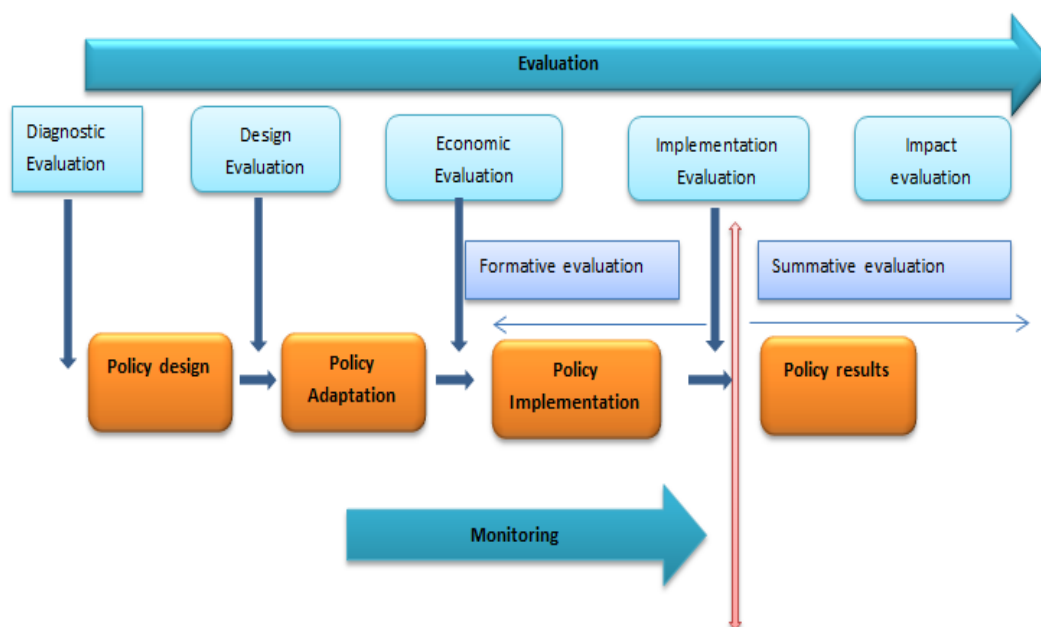 Evaluation
Diagnostic
Evaluation
Design
Evaluation
Economic
Evaluation
Implementation
Evaluation
Impact
evaluation
Formative evaluation
Summative evaluation
Policy design
Policy
Adaptation
Policy
Implementation
Policy results
Monitoring